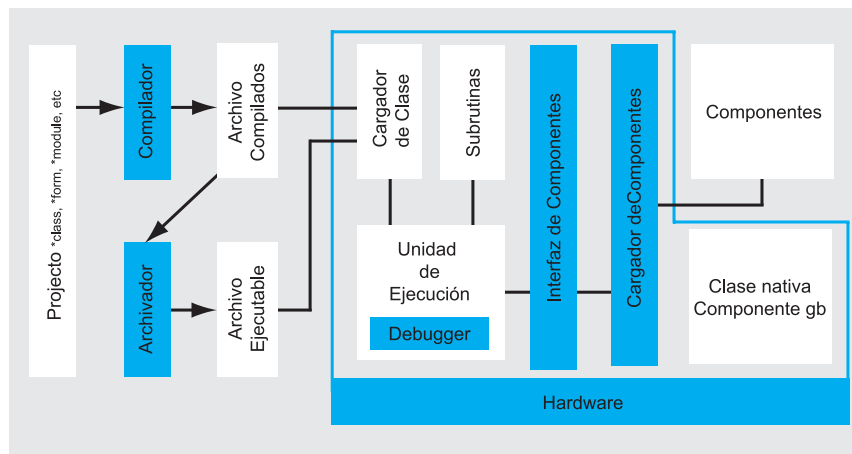 Projecto *class, *form, *module, etc
Compilador
Archivo
Compilados
Archivador
Archivo
Ejecutable
Cargador
de Clase
Subrutinas
Unidad
de
Ejecución
Debugger
Interfaz de Componentes
Cargador deComponentes
Componentes
Clase nativa
Componente gb
Hardware